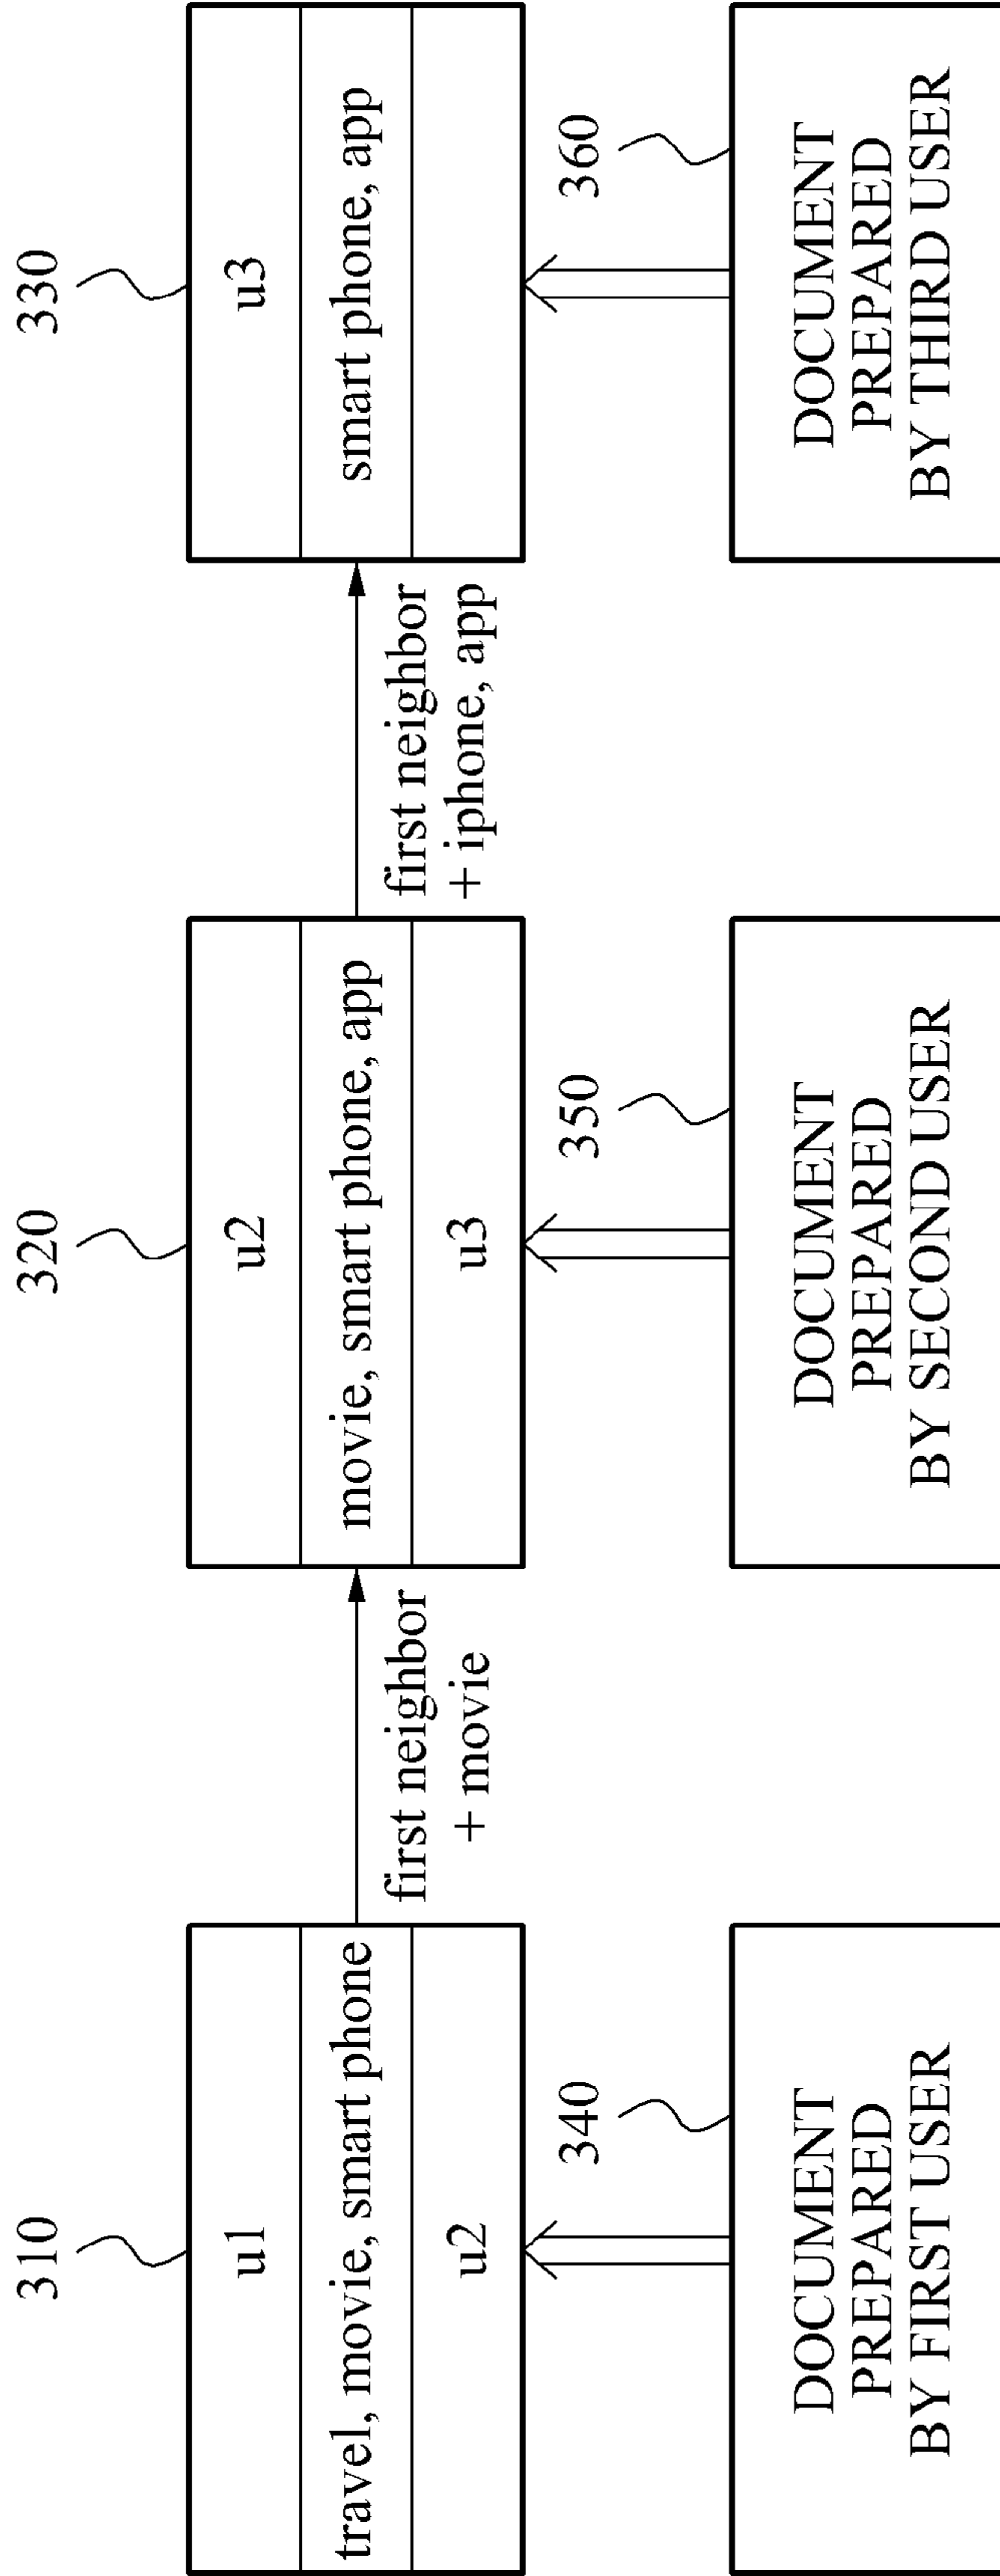 310
u1
travel, movie, smart phone
u2
first neighbor
+ movie
320
u2
movie, smart phone, app
u3
first neighbor
+ iphone, app
330
u3
smart phone, app
340
DOCUMENT
PREPARED
BY FIRST USER
350
DOCUMENT
PREPARED
BY SECOND USER
360
DOCUMENT
PREPARED
BY THIRD USER